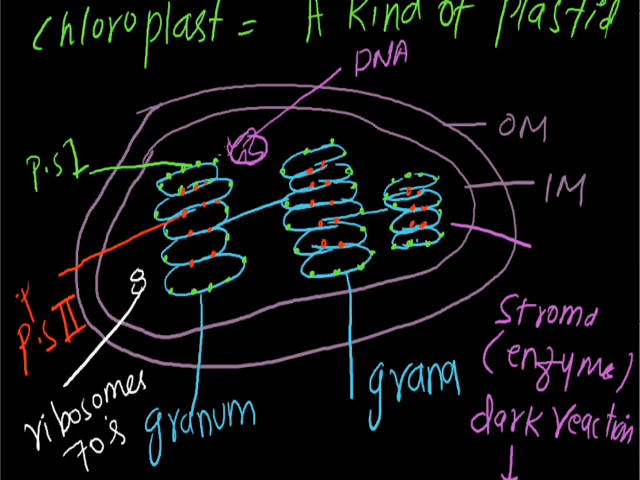 Chloroplast = A kind of Plastid
DNA
OM
P.S I
IM
P.S II
Stroma
(enzyme)
dark reaction
ribosomes
70's
granum
grana